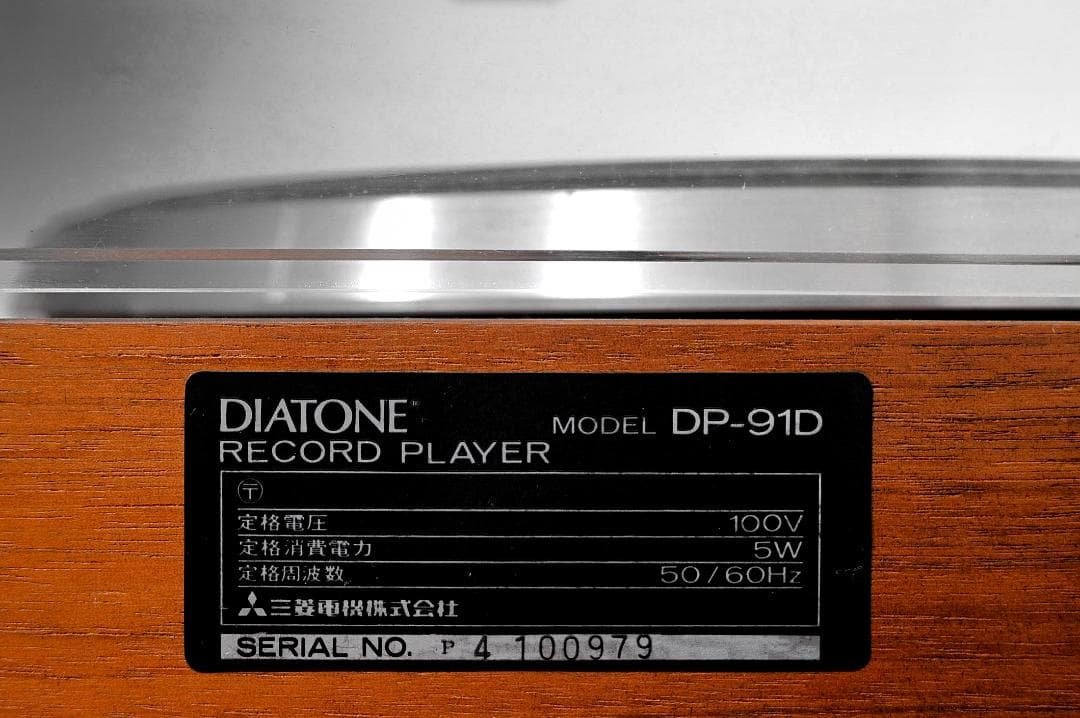 DIATONE™ MODEL DP-91D
RECORD PLAYER
〶
定格電圧 100V
定格消費電力 5W
定格周波数 50/60Hz
三菱電機株式会社
SERIAL NO. P 4 100979